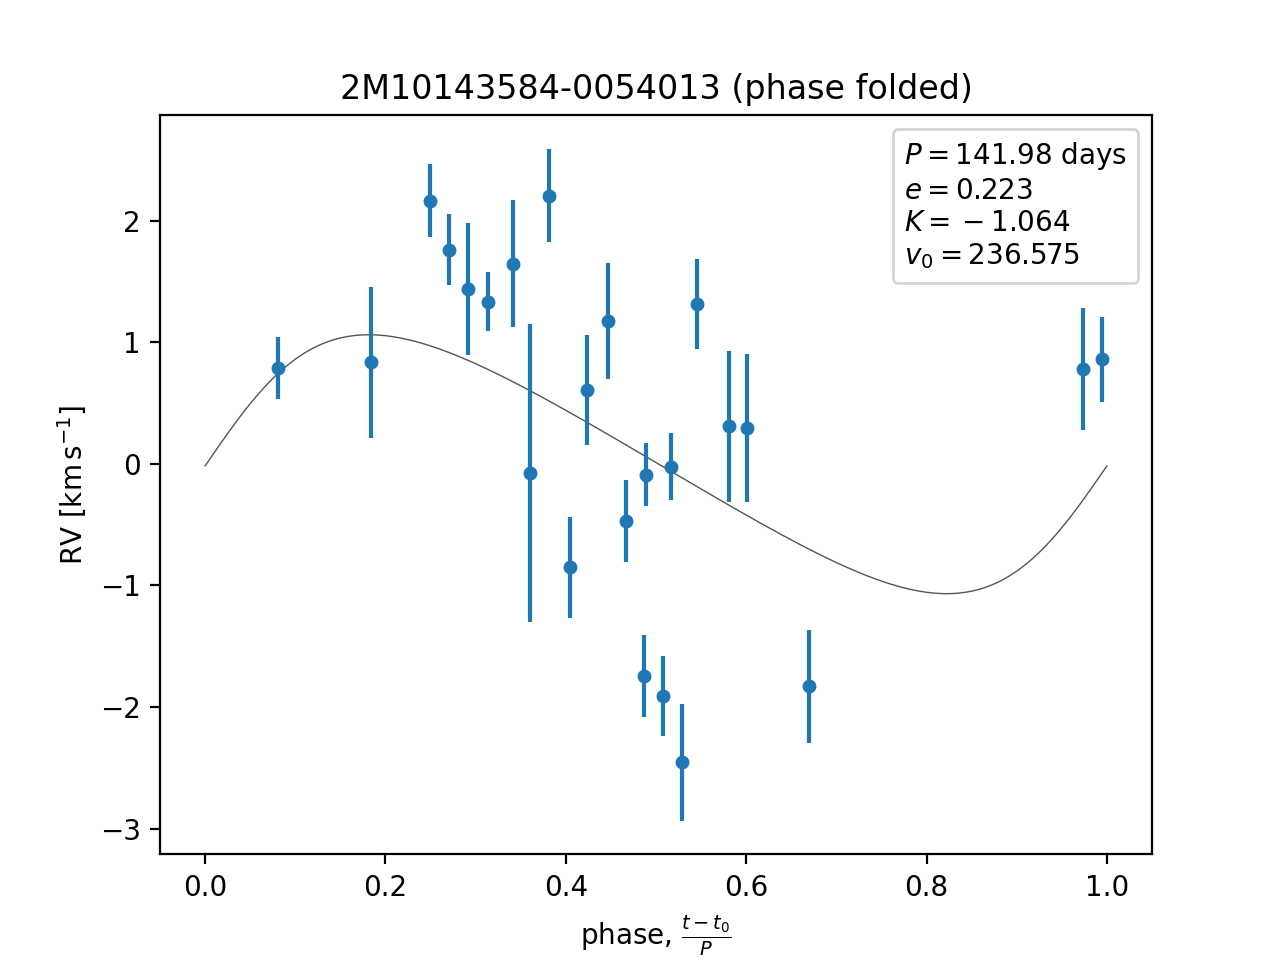 2M10143584-0054013 (phase folded)
P = 141.98 days
e = 0.223
K = −1.064
v₀ = 236.575
2
1
0
−1
−2
−3
RV [km s⁻¹]
0.0 0.2 0.4 0.6 0.8 1.0
phase, (t − t₀)/P